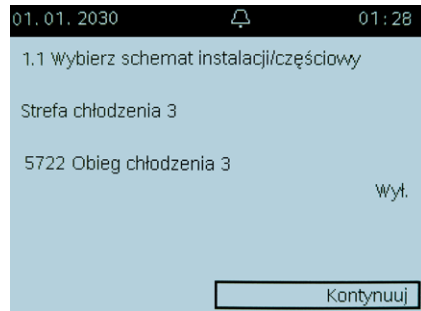 01.01.2030 01:28
1.1 Wybierz schemat instalacji/częściowy
Strefa chłodzenia 3
5722 Obieg chłodzenia 3
Wył.
Kontynuuj